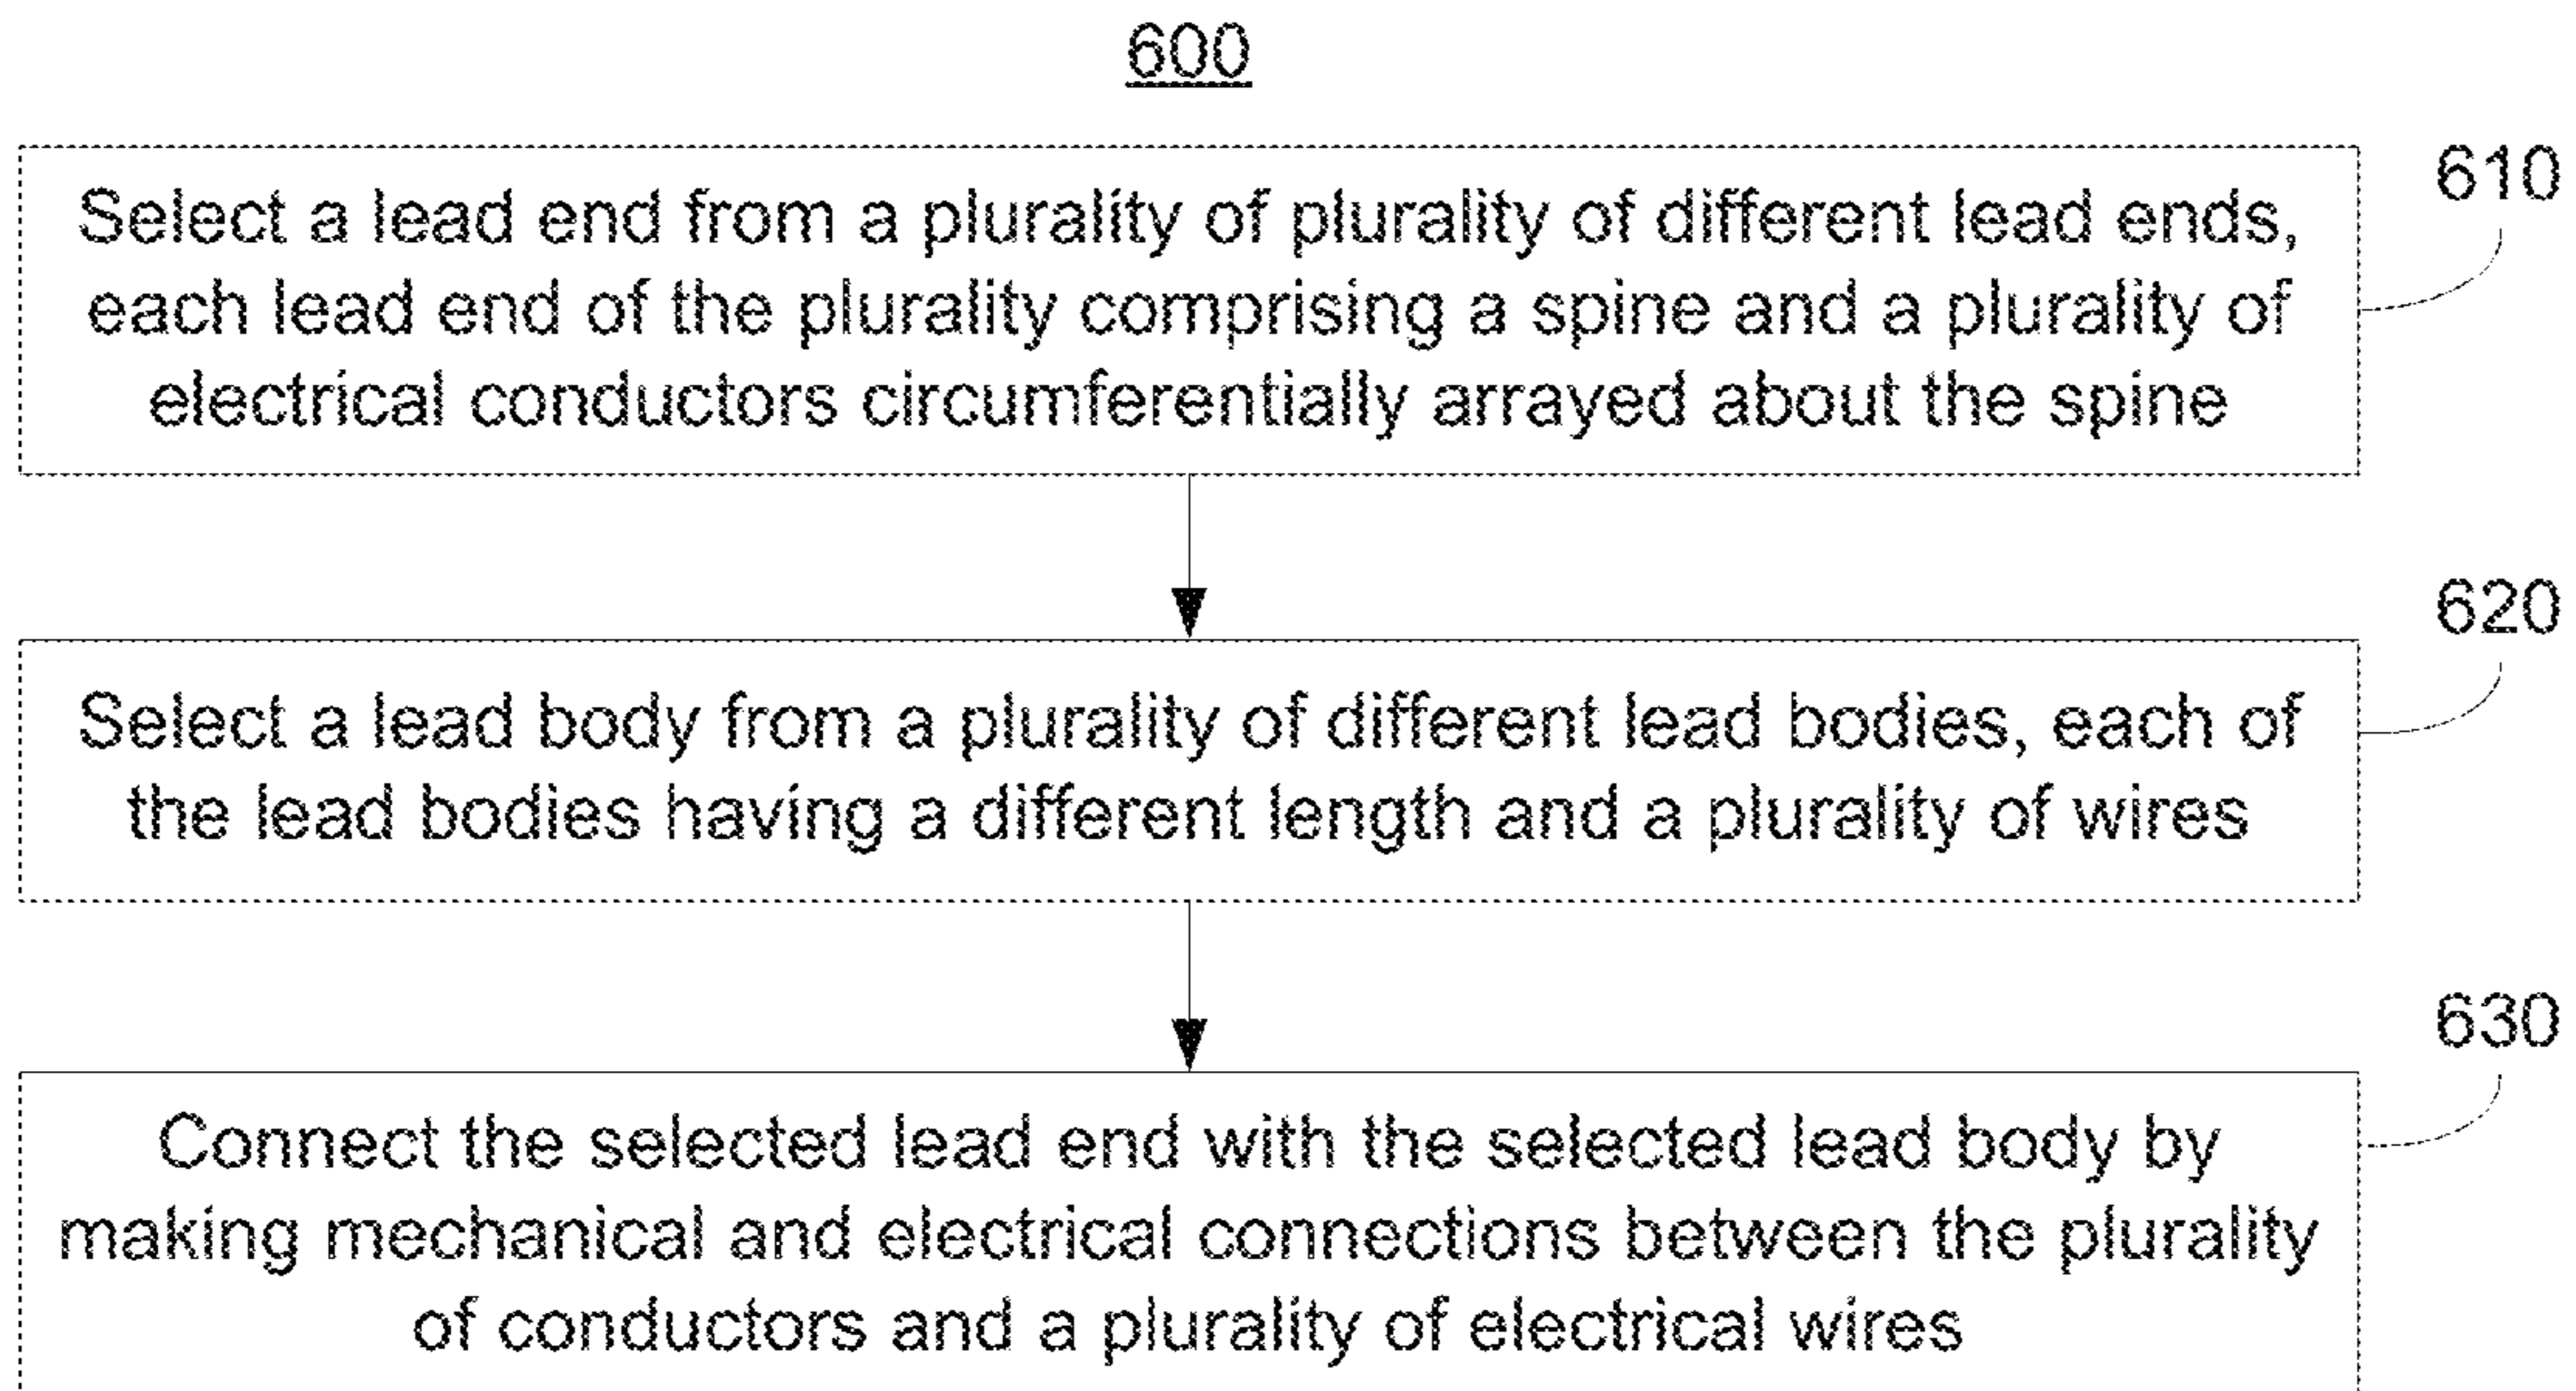 600
610
Select a lead end from a plurality of plurality of different lead ends,
each lead end of the plurality comprising a spine and a plurality of
electrical conductors circumferentially arrayed about the spine
620
Select a lead body from a plurality of different lead bodies, each of
the lead bodies having a different length and a plurality of wires
630
Connect the selected lead end with the selected lead body by
making mechanical and electrical connections between the plurality
of conductors and a plurality of electrical wires